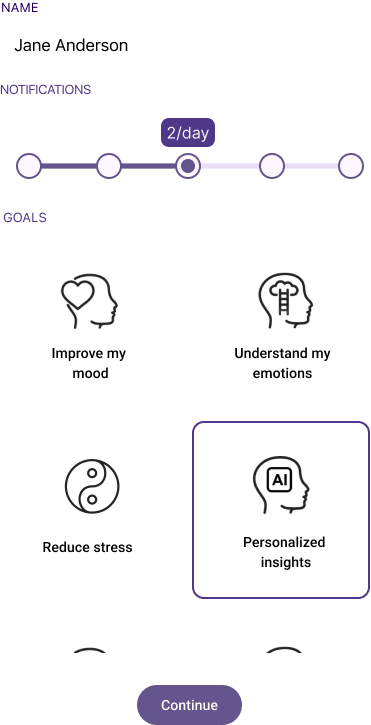 NAME
Jane Anderson
NOTIFICATIONS
2/day
GOALS
Improve my
mood
Understand my
emotions
Reduce stress
AI
Personalized
insights
Continue